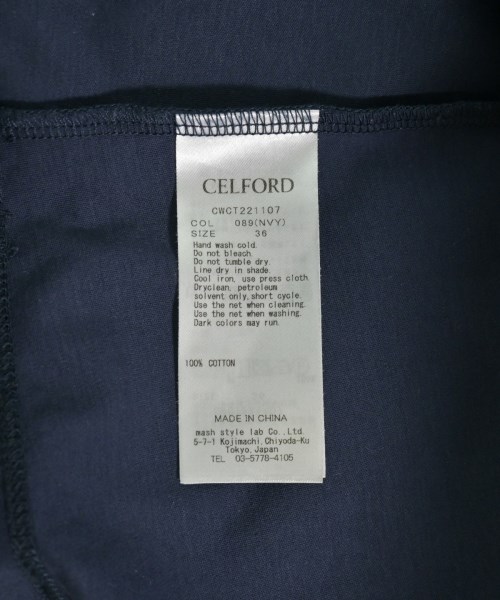 CELFORD
CWCT221107
COL 089(NVY)
SIZE 36
Hand wash cold.
Do not bleach.
Do not tumble dry.
Line dry in shade.
Cool iron, use press cloth.
Dryclean, petroleum
solvent only,short cycle.
Use the net when cleaning.
Use the net when washing.
Dark colors may run.
100% COTTON
MADE IN CHINA
mash style lab Co.,Ltd.
5-7-1 Kojimachi,Chiyoda-Ku
Tokyo,Japan
TEL 03-5778-4105